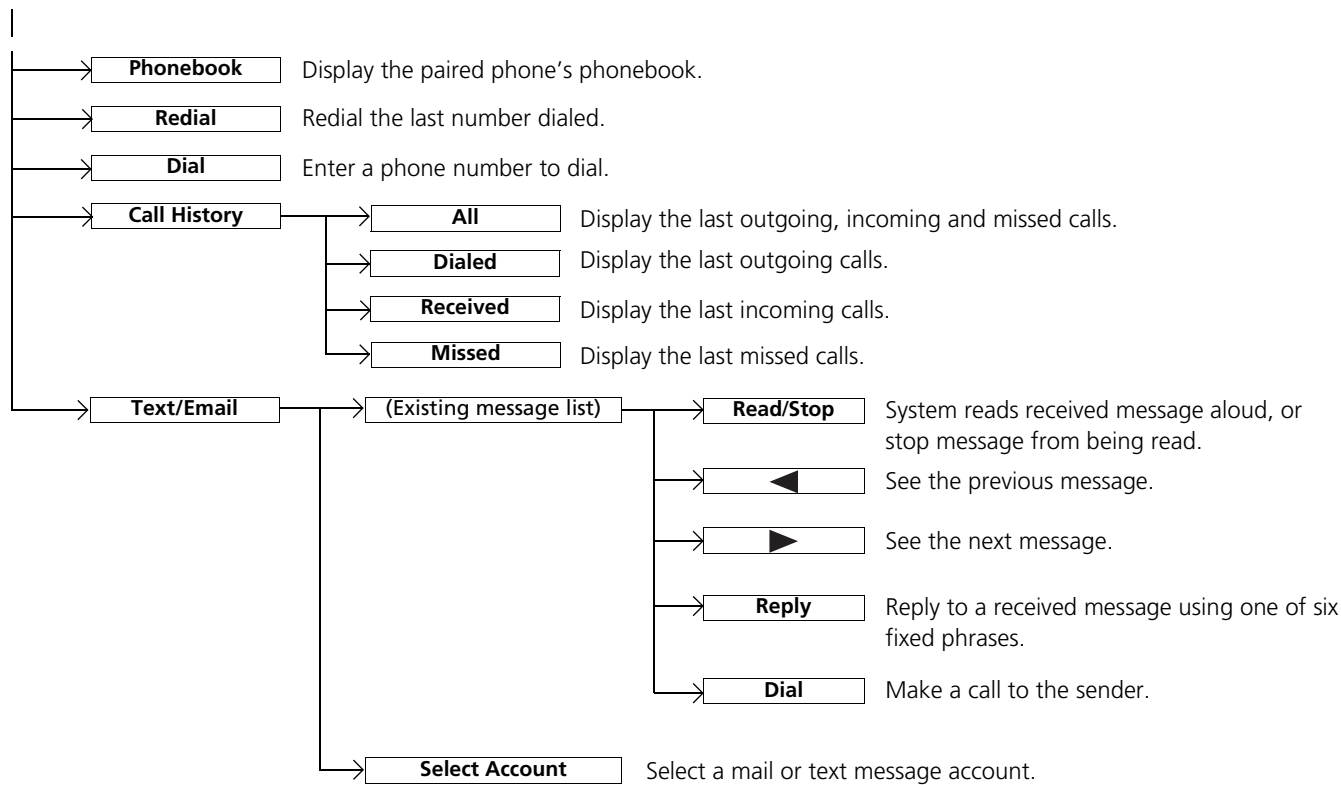 Phonebook Display the paired phone’s phonebook.
Redial Redial the last number dialed.
Dial Enter a phone number to dial.
Call History All Display the last outgoing, incoming and missed calls.
Dialed Display the last outgoing calls.
Received Display the last incoming calls.
Missed Display the last missed calls.
Text/Email (Existing message list) Read/Stop System reads received message aloud, or
stop message from being read.
See the previous message.
See the next message.
Reply Reply to a received message using one of six
fixed phrases.
Dial Make a call to the sender.
Select Account Select a mail or text message account.